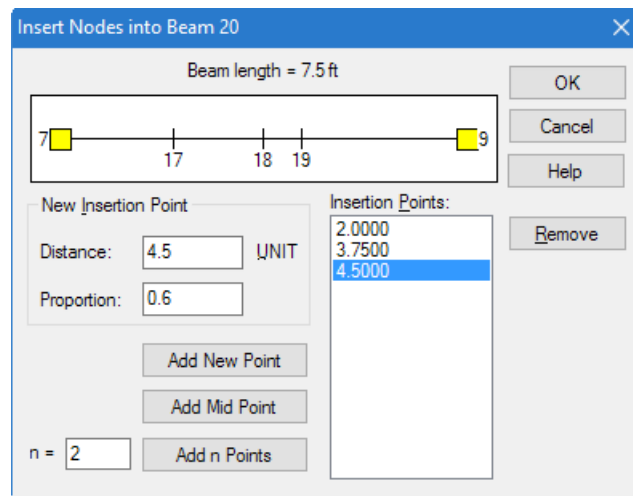 Insert Nodes into Beam 20
Beam length = 7.5 ft
7 9
17 18 19
OK
Cancel
Help
Remove
New Insertion Point
Distance: 4.5 UNIT
Proportion: 0.6
Insertion Points:
2.0000
3.7500
4.5000
Add New Point
Add Mid Point
n = 2 Add n Points